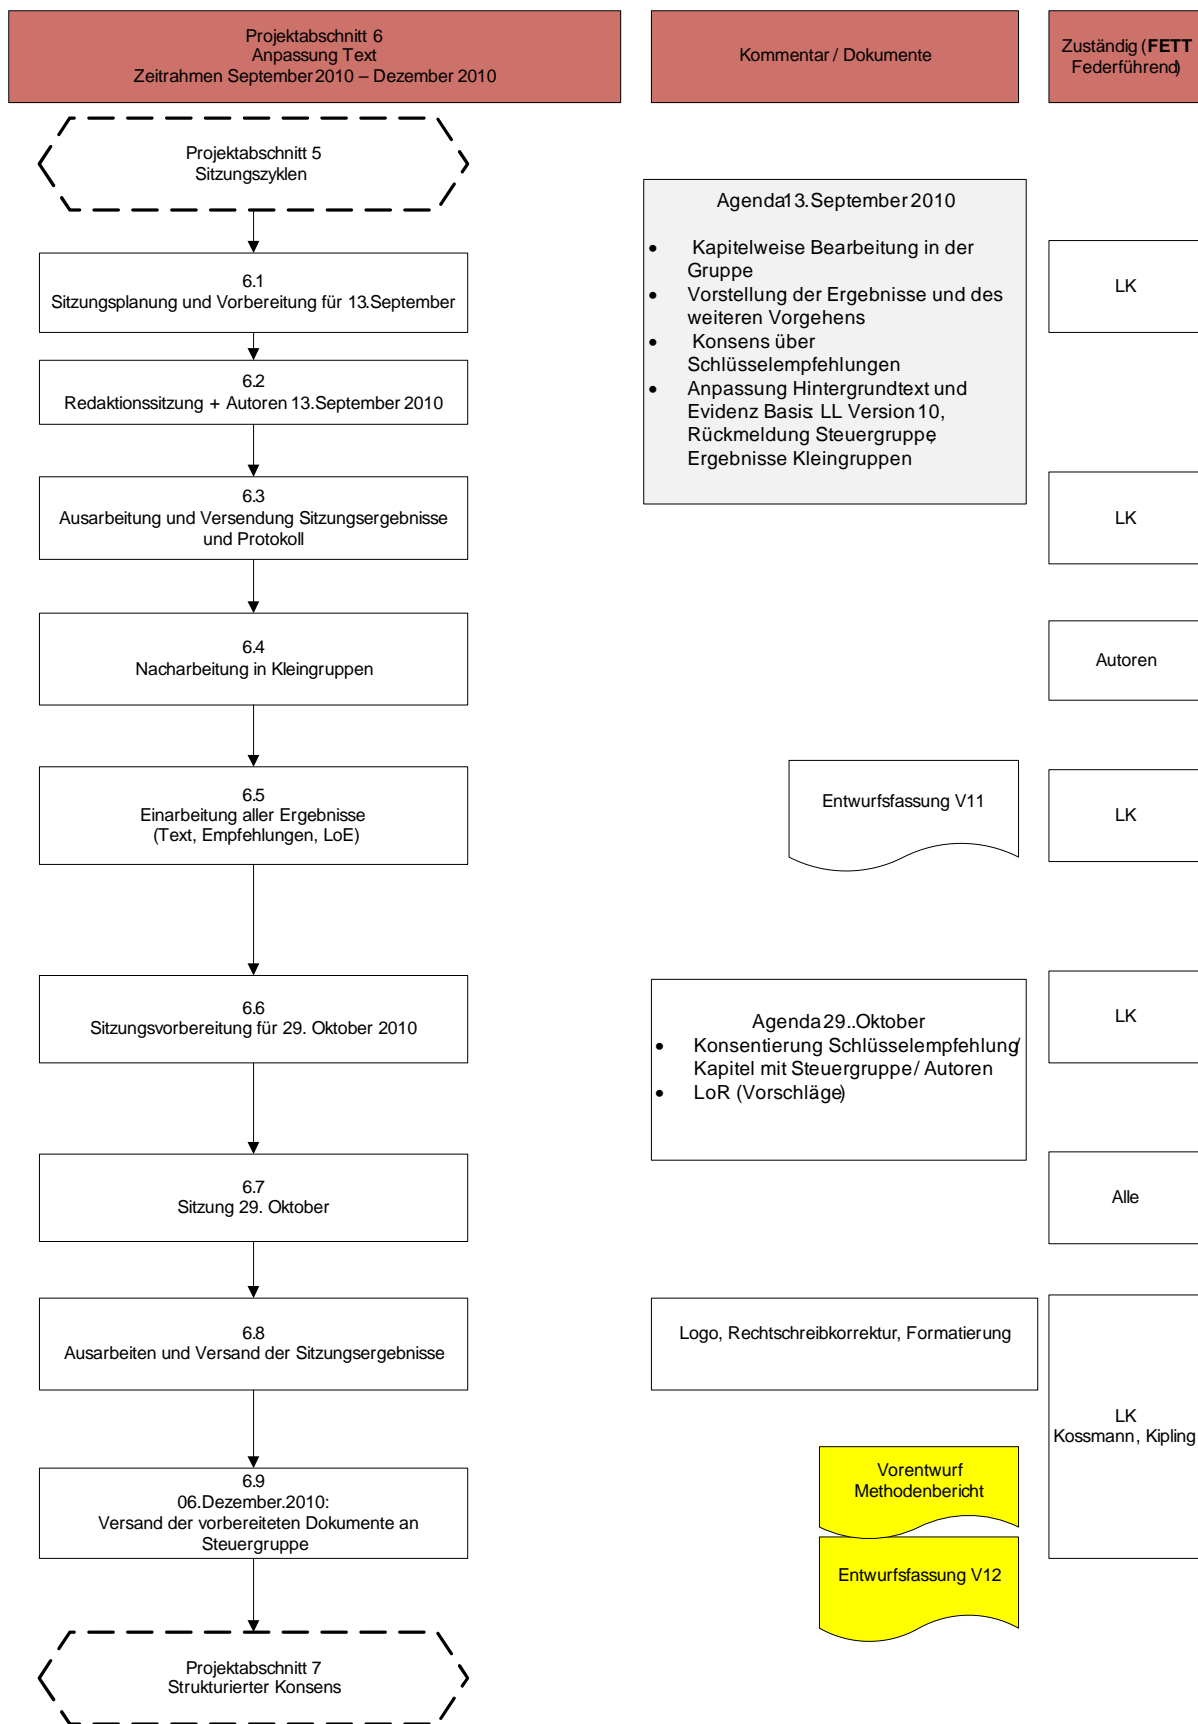 Projektabschnitt 6
Anpassung Text
Zeitrahmen September 2010 – Dezember 2010
Kommentar / Dokumente
Zuständig (FETT
Federführend)
Projektabschnitt 5
Sitzungszyklen
6.1
Sitzungsplanung und Vorbereitung für 13.September
Agenda13.September 2010
• Kapitelweise Bearbeitung in der
Gruppe
• Vorstellung der Ergebnisse und des
weiteren Vorgehens
• Konsens über
Schlüsselempfehlungen
• Anpassung Hintergrundtext und
Evidenz Basis: LL Version 10,
Rückmeldung Steuergruppe,
Ergebnisse Kleingruppen
LK
6.2
Redaktionssitzung + Autoren 13.September 2010
6.3
Ausarbeitung und Versendung Sitzungsergebnisse
und Protokoll
LK
6.4
Nacharbeitung in Kleingruppen
Autoren
6.5
Einarbeitung aller Ergebnisse
(Text, Empfehlungen, LoE)
Entwurfsfassung V11
LK
6.6
Sitzungsvorbereitung für 29. Oktober 2010
Agenda 29..Oktober
• Konsentierung Schlüsselempfehlung/
Kapitel mit Steuergruppe / Autoren
• LoR (Vorschläge)
LK
6.7
Sitzung 29. Oktober
Alle
6.8
Ausarbeiten und Versand der Sitzungsergebnisse
Logo, Rechtschreibkorrektur, Formatierung
LK
Kossmann, Kipling
6.9
06.Dezember.2010:
Versand der vorbereiteten Dokumente an
Steuergruppe
Vorentwurf
Methodenbericht
Entwurfsfassung V12
Projektabschnitt 7
Strukturierter Konsens